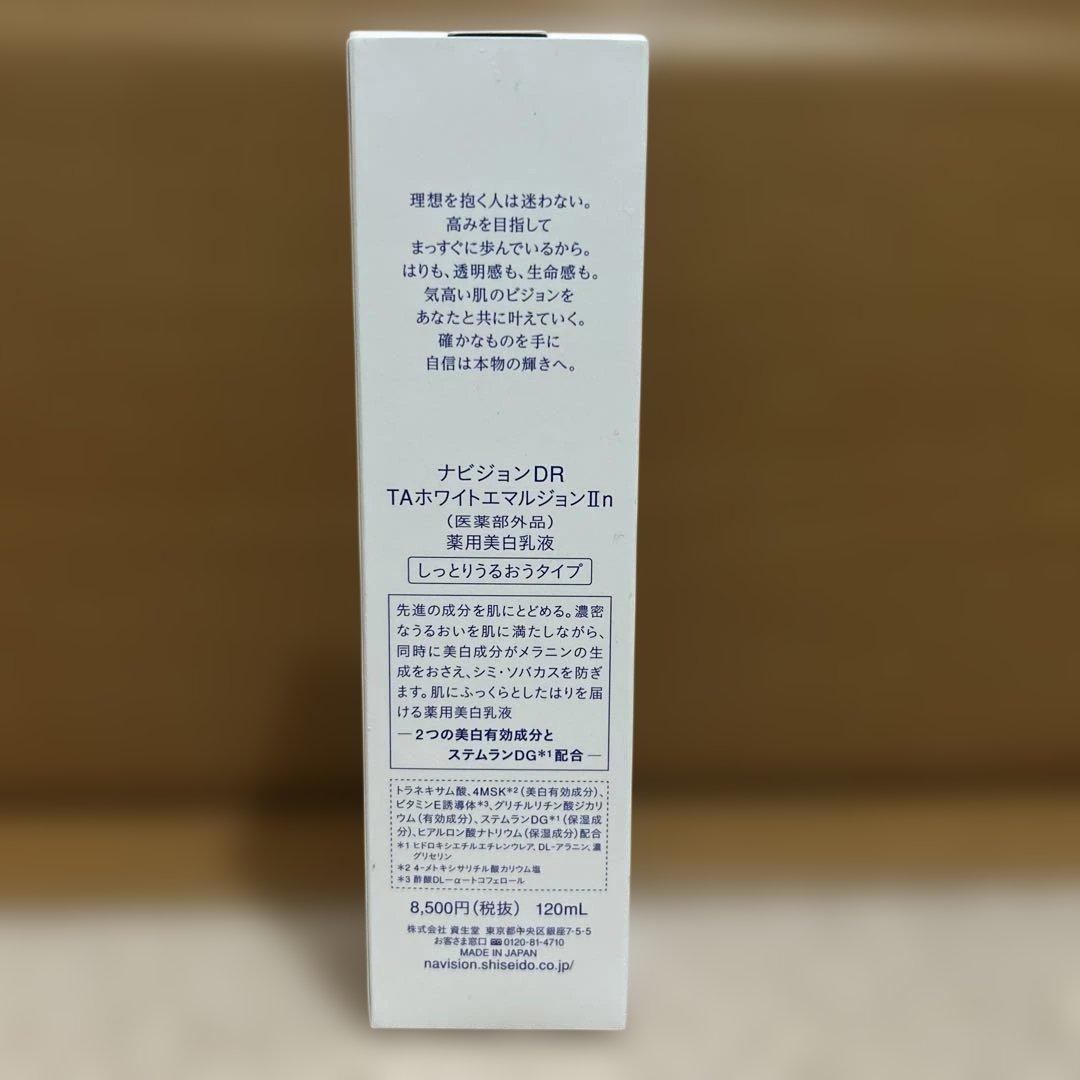 理想を抱く人は迷わない。
高みを目指して
まっすぐに歩んでいるから。
はりも、透明感も、生命感も。
気高い肌のビジョンを
あなたと共に叶えていく。
確かなものを手に
自信は本物の輝きへ。
ナビジョンDR
TAホワイトエマルジョンⅡn
（医薬部外品）
薬用美白乳液
しっとりうるおうタイプ
先進の成分を肌にとどめる。濃密
なうるおいを肌に満たしながら、
同時に美白成分がメラニンの生
成をおさえ、シミ・ソバカスを防ぎ
ます。肌にふっくらとしたはりを届
ける薬用美白乳液
―2つの美白有効成分と
ステムランDG*1配合―
トラネキサム酸、4MSK*2（美白有効成分）、
ビタミンE誘導体*3、グリチルリチン酸ジカリ
ウム（有効成分）、ステムランDG*1（保湿成
分）、ヒアルロン酸ナトリウム（保湿成分）配合
*1 ヒドロキシエチルエチレンウレア、DL-アラニン、濃
グリセリン
*2 4-メトキシサリチル酸カリウム塩
*3 酢酸DL-α-トコフェロール
8,500円（税抜） 120mL
株式会社 資生堂 東京都中央区銀座7-5-5
お客さま窓口 0120-81-4710
MADE IN JAPAN
navision.shiseido.co.jp/